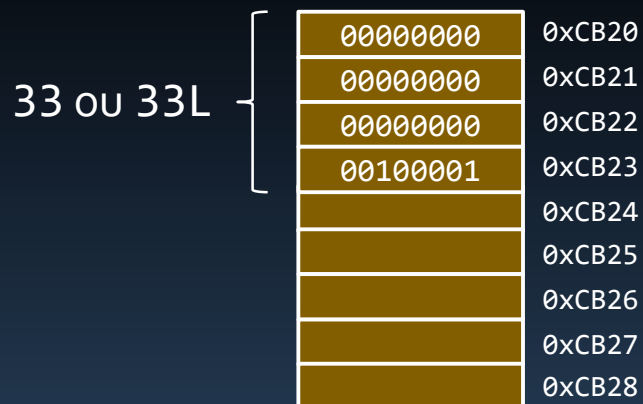 00000000 0xCB20
00000000 0xCB21
33 ou 33L
00000000 0xCB22
00100001 0xCB23
0xCB24
0xCB25
0xCB26
0xCB27
0xCB28